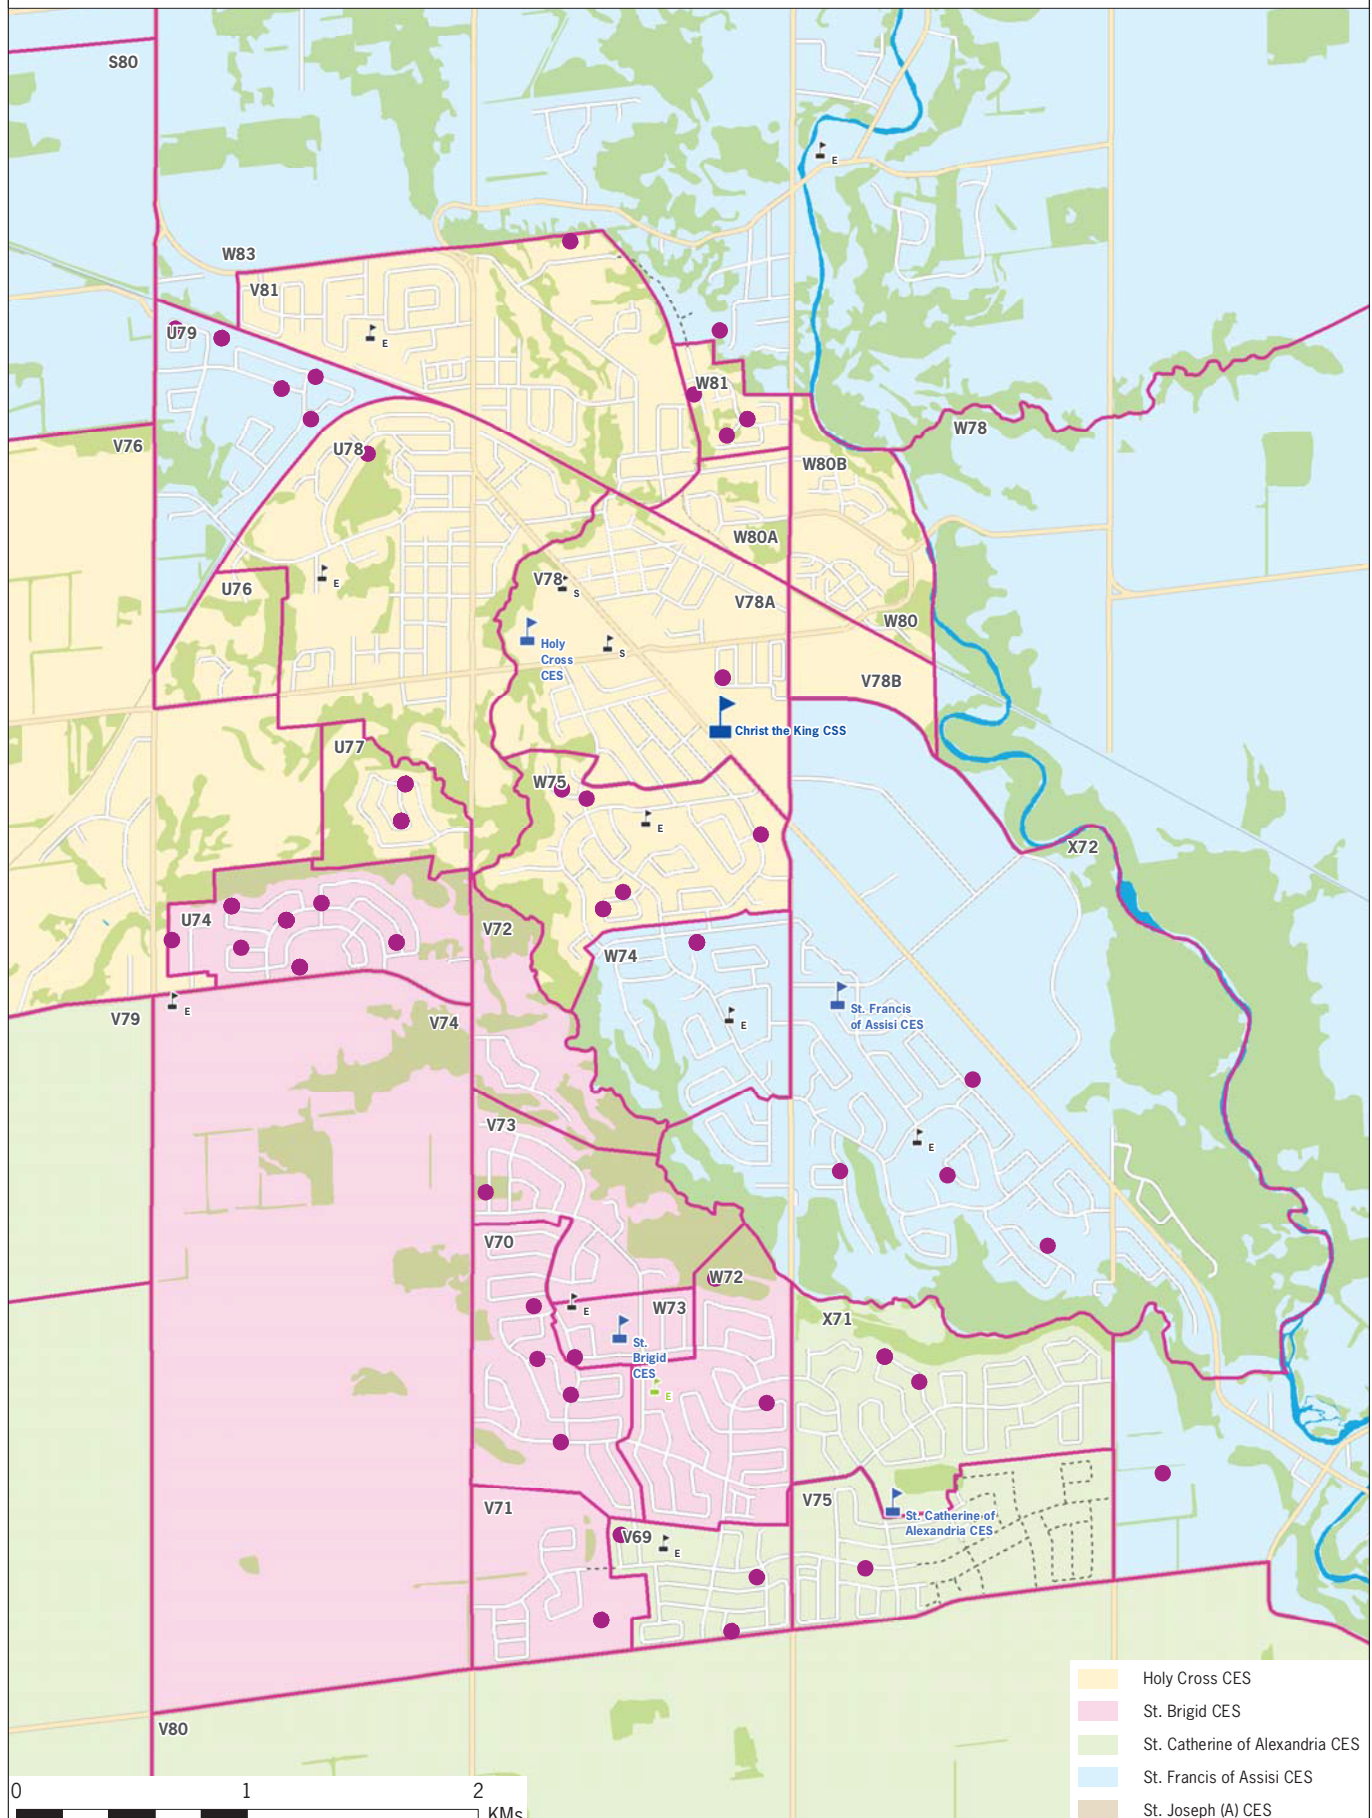 S80
E
W83
V81
U79
E
W81
W78
V76
U78
W80B
W80A
U76
E
V78
S
V78A
W80
Holy
Cross
CES
S
V78B
Christ the King CSS
U77
W75
E
X72
U74
V72
W74
E
V79
V74
E
St. Francis
of Assisi CES
V73
E
V70
W72
E
W73
St.
Brigid
CES
E
X71
V71
V75
St. Catherine of
Alexandria CES
V69
E
V80
Holy Cross CES
St. Brigid CES
St. Catherine of Alexandria CES
St. Francis of Assisi CES
St. Joseph (A) CES
0 1 2
KMs